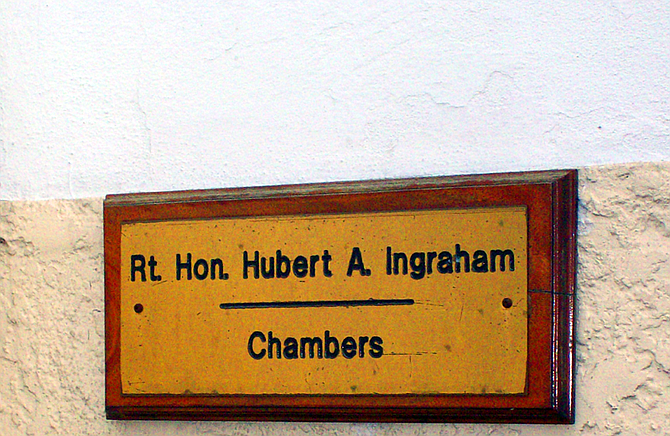 Rt. Hon. Hubert A. Ingraham
Chambers